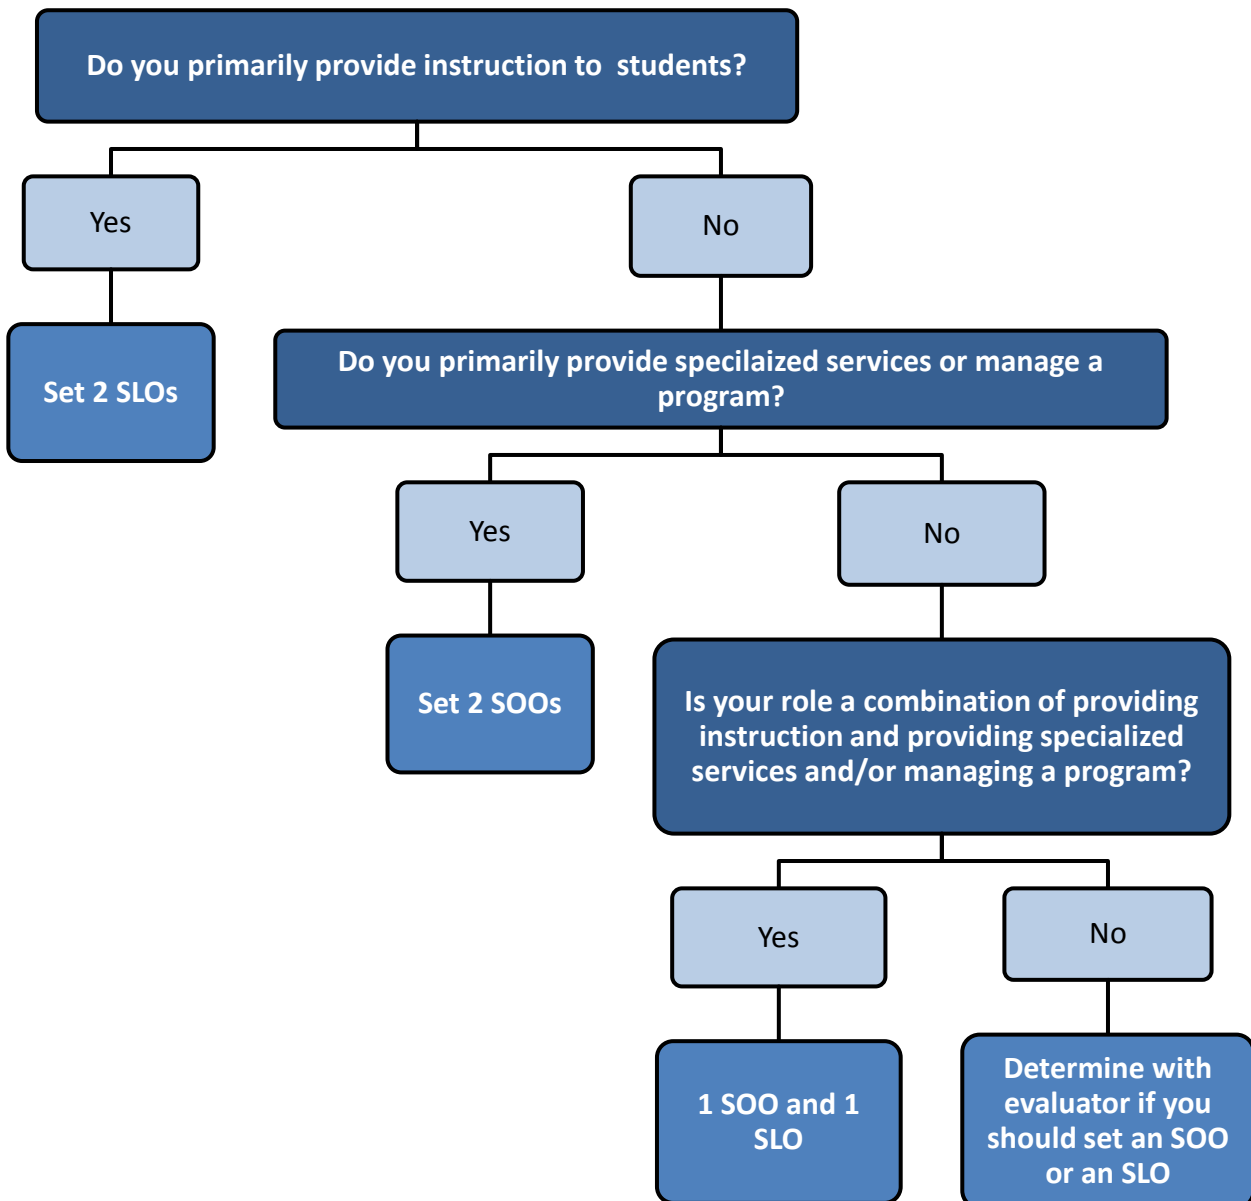 Do you primarily provide instruction to  students?
Yes
No
Set 2 SLOs
Do you primarily provide specilaized services or manage a
program?
Yes
No
Set 2 SOOs
Is your role a combination of providing
instruction and providing specialized
services and/or managing a program?
Yes
No
1 SOO and 1
SLO
Determine with
evaluator if you
should set an SOO
or an SLO